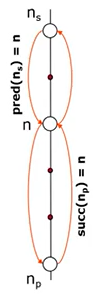 nₛ
pred(nₛ) = n
n
succ(nₚ) = n
nₚ